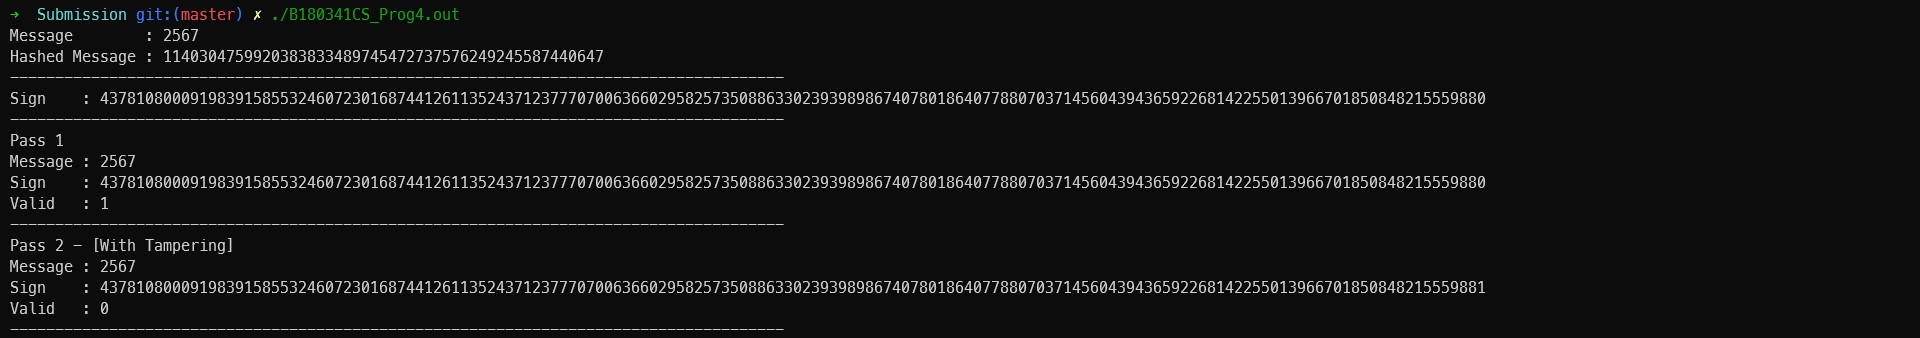 →  Submission git:(master) ✗ ./B180341CS_Prog4.out
Message        : 2567
Hashed Message : 1140304759920383833489745472737576249245587440647
--------------------------------------------------------------------------------------
Sign    : 4378108000919839158553246072301687441261135243712377707006366029582573508863302393989867407801864077880703714560439436592268142255013966701850848215559880
--------------------------------------------------------------------------------------
Pass 1
Message : 2567
Sign    : 4378108000919839158553246072301687441261135243712377707006366029582573508863302393989867407801864077880703714560439436592268142255013966701850848215559880
Valid   : 1
--------------------------------------------------------------------------------------
Pass 2 - [With Tampering]
Message : 2567
Sign    : 4378108000919839158553246072301687441261135243712377707006366029582573508863302393989867407801864077880703714560439436592268142255013966701850848215559881
Valid   : 0
--------------------------------------------------------------------------------------